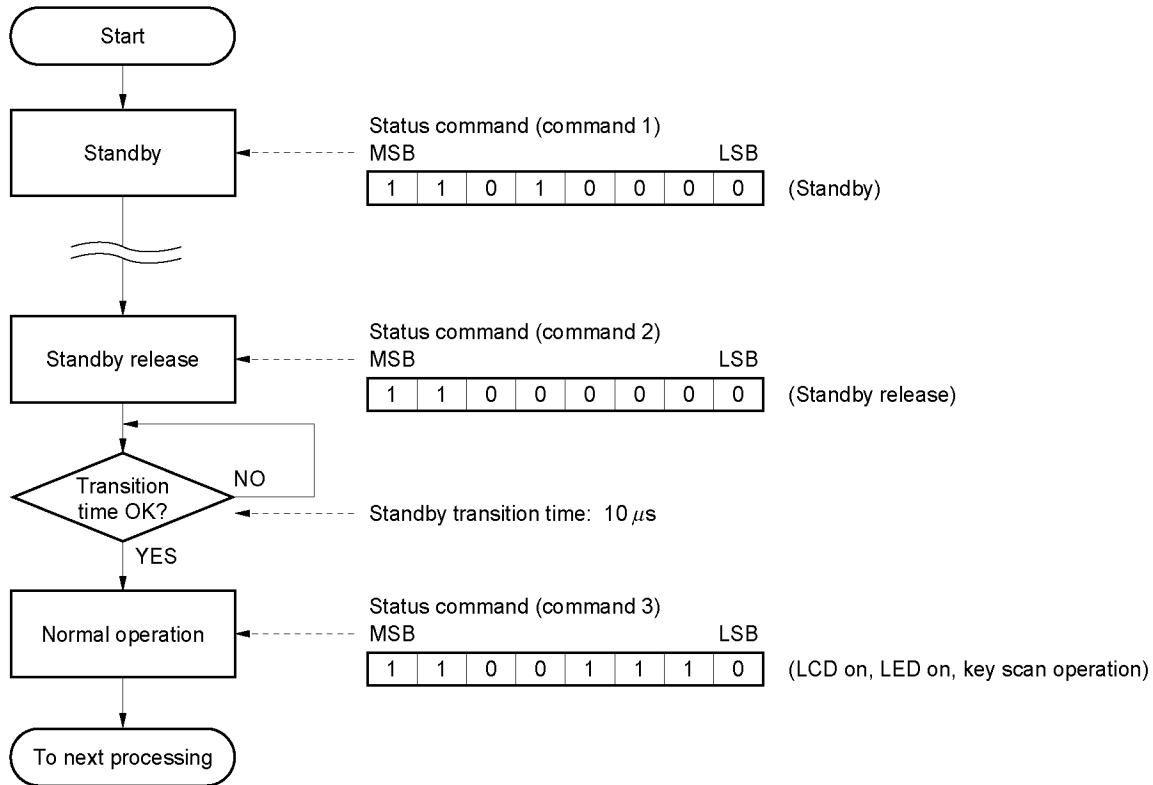 Start
Standby
Status command (command 1)
MSB LSB
1 1 0 1 0 0 0 0 (Standby)
Standby release
Status command (command 2)
MSB LSB
1 1 0 0 0 0 0 0 (Standby release)
Transition
time OK?
NO
YES
Standby transition time: 10 μs
Normal operation
Status command (command 3)
MSB LSB
1 1 0 0 1 1 1 0 (LCD on, LED on, key scan operation)
To next processing